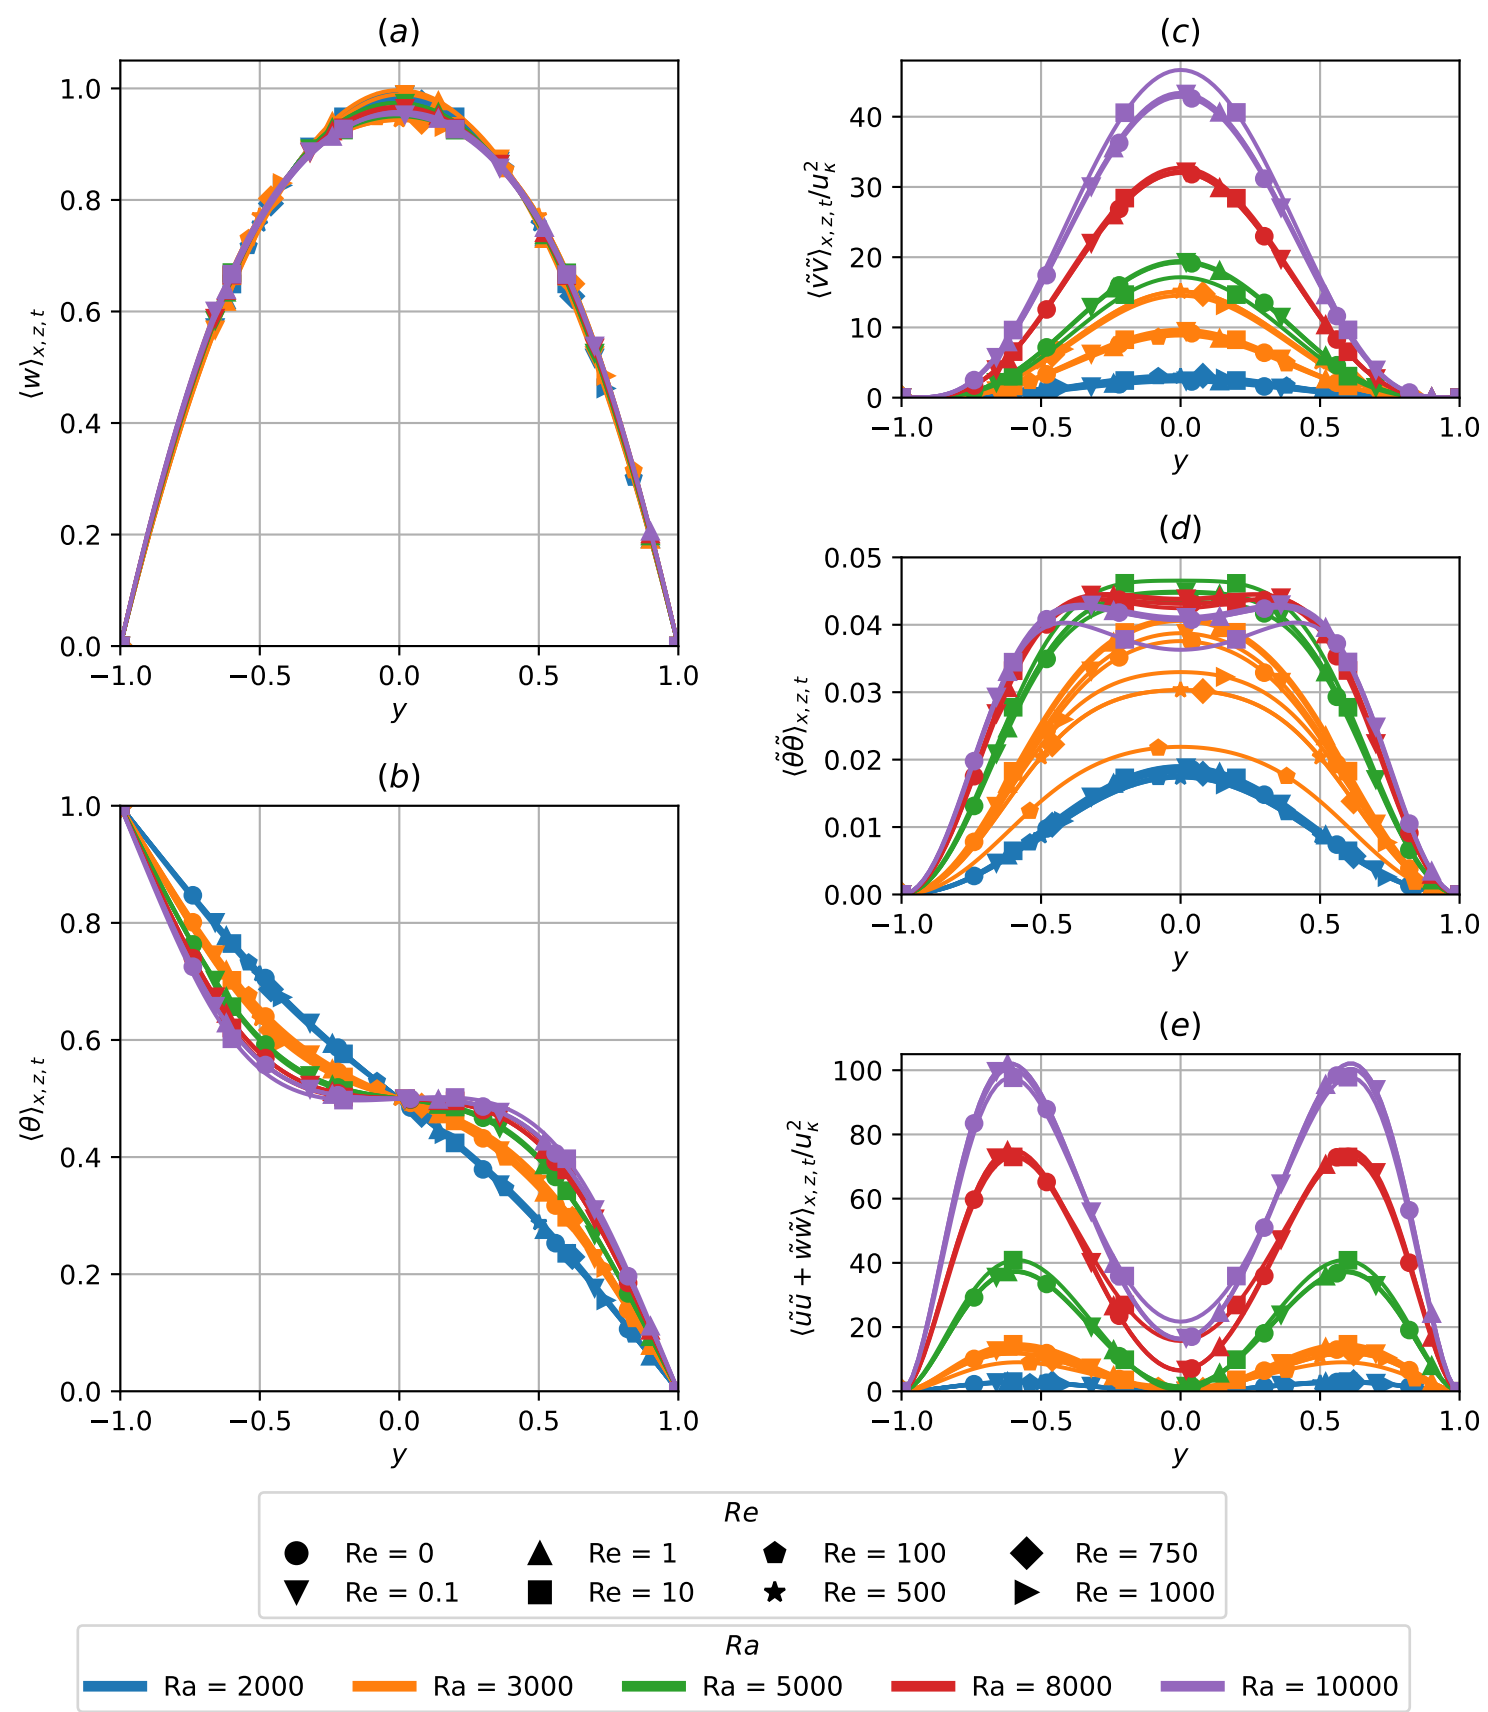 (a)
1.0
0.8
0.6
0.4
0.2
0.0
⟨w⟩x, z, t
−1.0 −0.5 0.0 0.5 1.0
y
(b)
1.0
0.8
0.6
0.4
0.2
0.0
⟨θ⟩x, z, t
−1.0 −0.5 0.0 0.5 1.0
y
(c)
40
30
20
10
0
⟨ṽṽ⟩x, z, t/u²κ
−1.0 −0.5 0.0 0.5 1.0
y
(d)
0.05
0.04
0.03
0.02
0.01
0.00
⟨θ̃θ̃⟩x, z, t
−1.0 −0.5 0.0 0.5 1.0
y
(e)
100
80
60
40
20
0
⟨ũũ + w̃w̃⟩x, z, t/u²κ
−1.0 −0.5 0.0 0.5 1.0
y
Re
Re = 0 Re = 1 Re = 100 Re = 750
Re = 0.1 Re = 10 Re = 500 Re = 1000
Ra
Ra = 2000 Ra = 3000 Ra = 5000 Ra = 8000 Ra = 10000